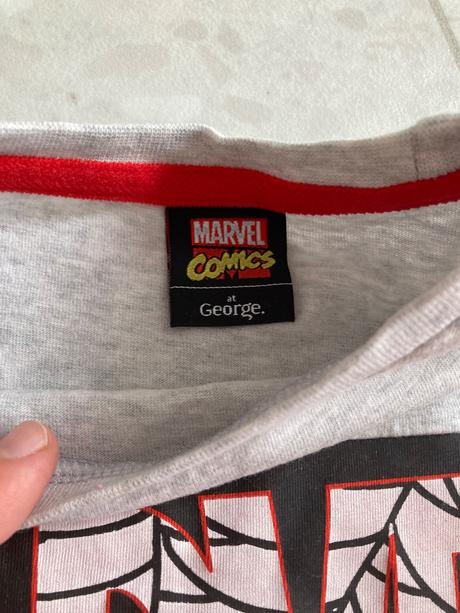 MARVEL
COMICS
at
George.